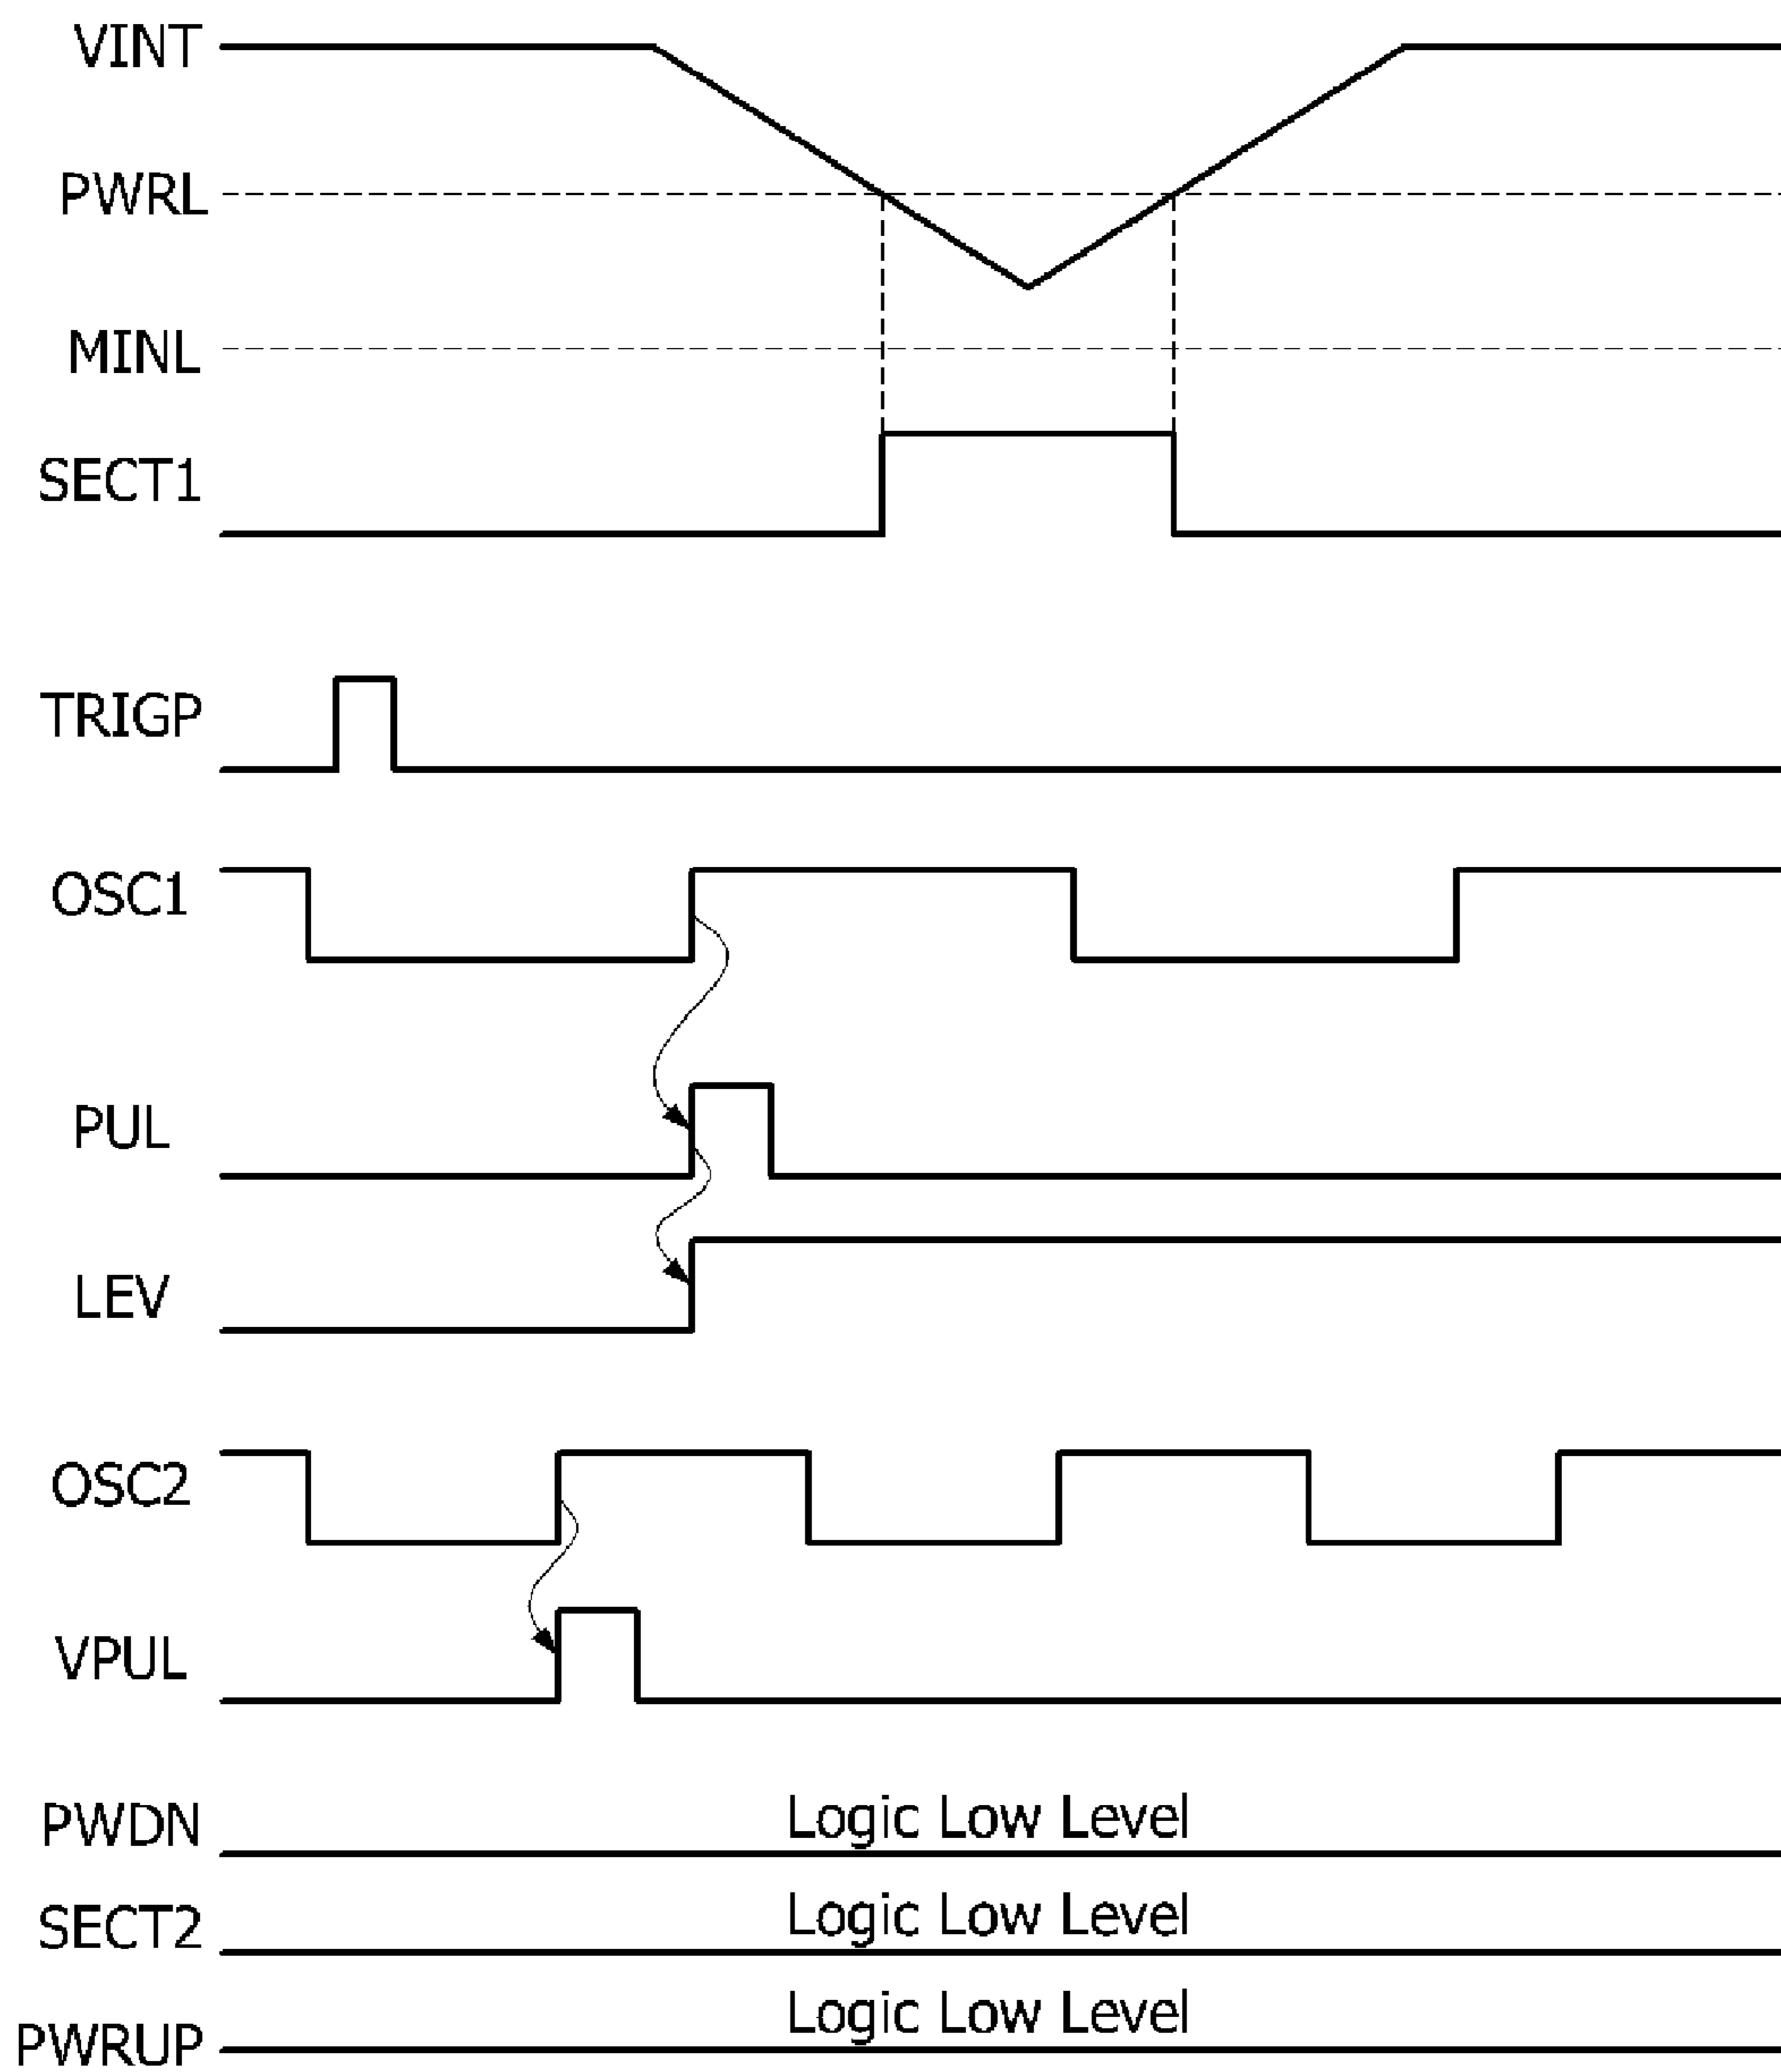 VINT
PWRL
MINL
SECT1
TRIGP
OSC1
PUL
LEV
OSC2
VPUL
PWDN Logic Low Level
SECT2 Logic Low Level
PWRUP Logic Low Level